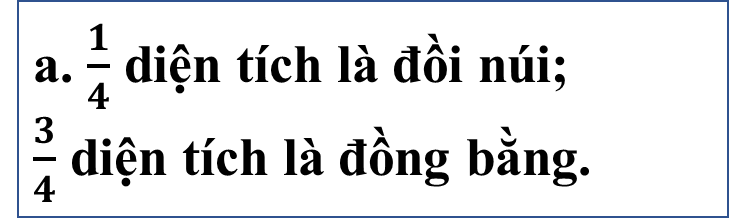 a. 1/4 diện tích là đồi núi;
3/4 diện tích là đồng bằng.